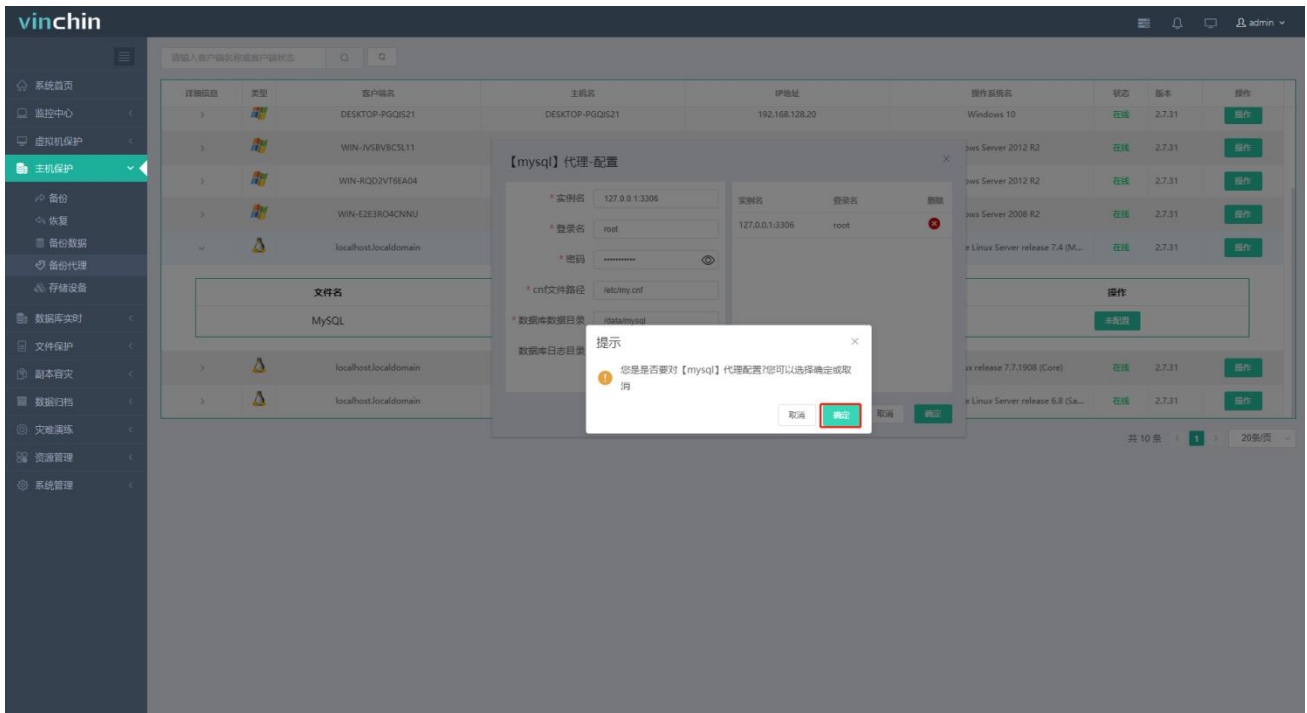 vinchin
admin
请输入客户端名称或客户端状态
系统首页
监控中心
虚拟机保护
主机保护
备份
恢复
备份数据
备份代理
存储设备
数据库实时
文件保护
副本容灾
数据归档
灾难演练
资源管理
系统管理
详细信息 类型 客户端名 主机名 IP地址 操作系统名 状态 版本 操作
DESKTOP-PGQIS21 DESKTOP-PGQIS21 192.168.128.20 Windows 10 在线 2.7.31 操作
WIN-JVSBVBC5L11 ows Server 2012 R2 在线 2.7.31 操作
WIN-RQD2VT6EA04 ows Server 2012 R2 在线 2.7.31 操作
WIN-E2E3RO4CNNU ows Server 2008 R2 在线 2.7.31 操作
localhost.localdomain e Linux Server release 7.4 (M... 在线 2.7.31 操作
文件名 操作
MySQL 未配置
localhost.localdomain ux release 7.7.1908 (Core) 在线 2.7.31 操作
localhost.localdomain e Linux Server release 6.8 (Sa... 在线 2.7.31 操作
共 10 条 1 20条/页
【mysql】代理-配置
* 实例名 127.0.0.1:3306
* 登录名 root
* 密码 •••••••••••
* cnf文件路径 /etc/my.cnf
* 数据库数据目录 /data/mysql
数据库日志目录
实例名 登录名 删除
127.0.0.1:3306 root
取消 确定
提示
您是是否要对【mysql】代理配置?您可以选择确定或取
消
取消 确定